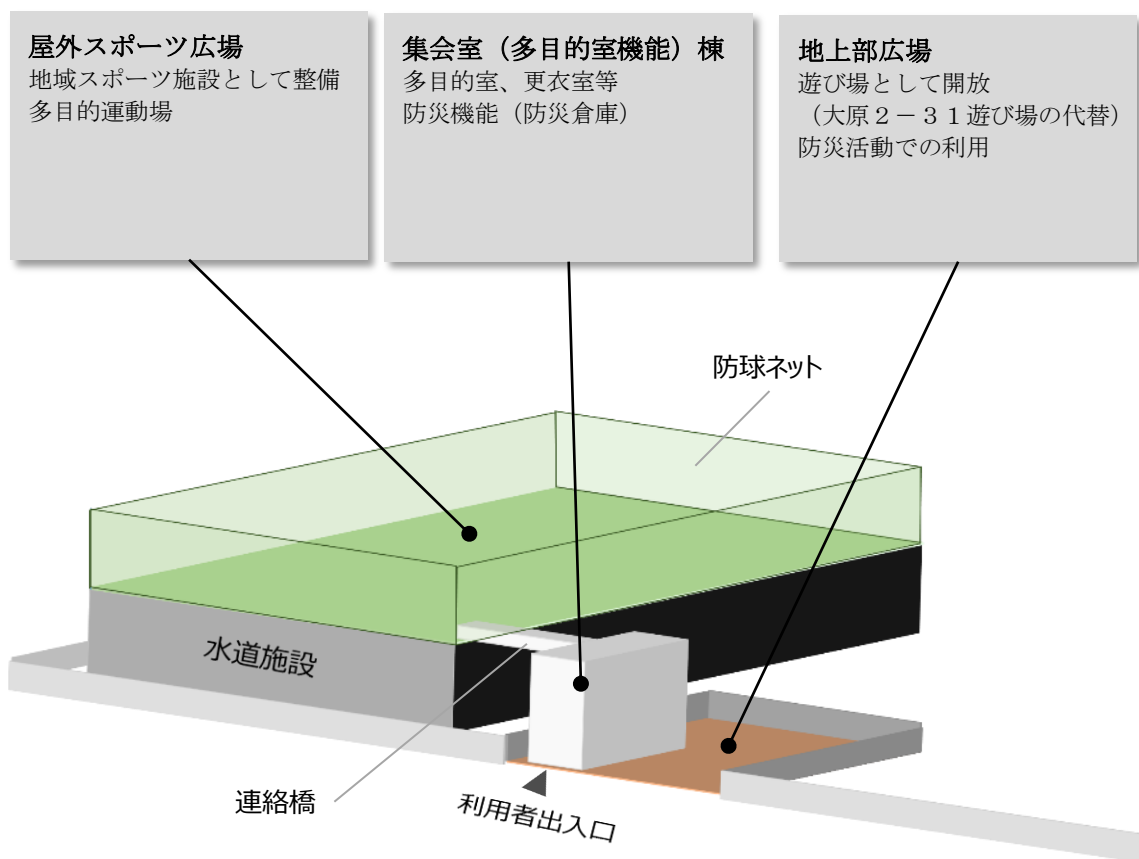 屋外スポーツ広場
地域スポーツ施設として整備
多目的運動場
集会室（多目的室機能）棟
多目的室、更衣室等
防災機能（防災倉庫）
地上部広場
遊び場として開放
（大原２－３１遊び場の代替）
防災活動での利用
防球ネット
水道施設
連絡橋
利用者出入口